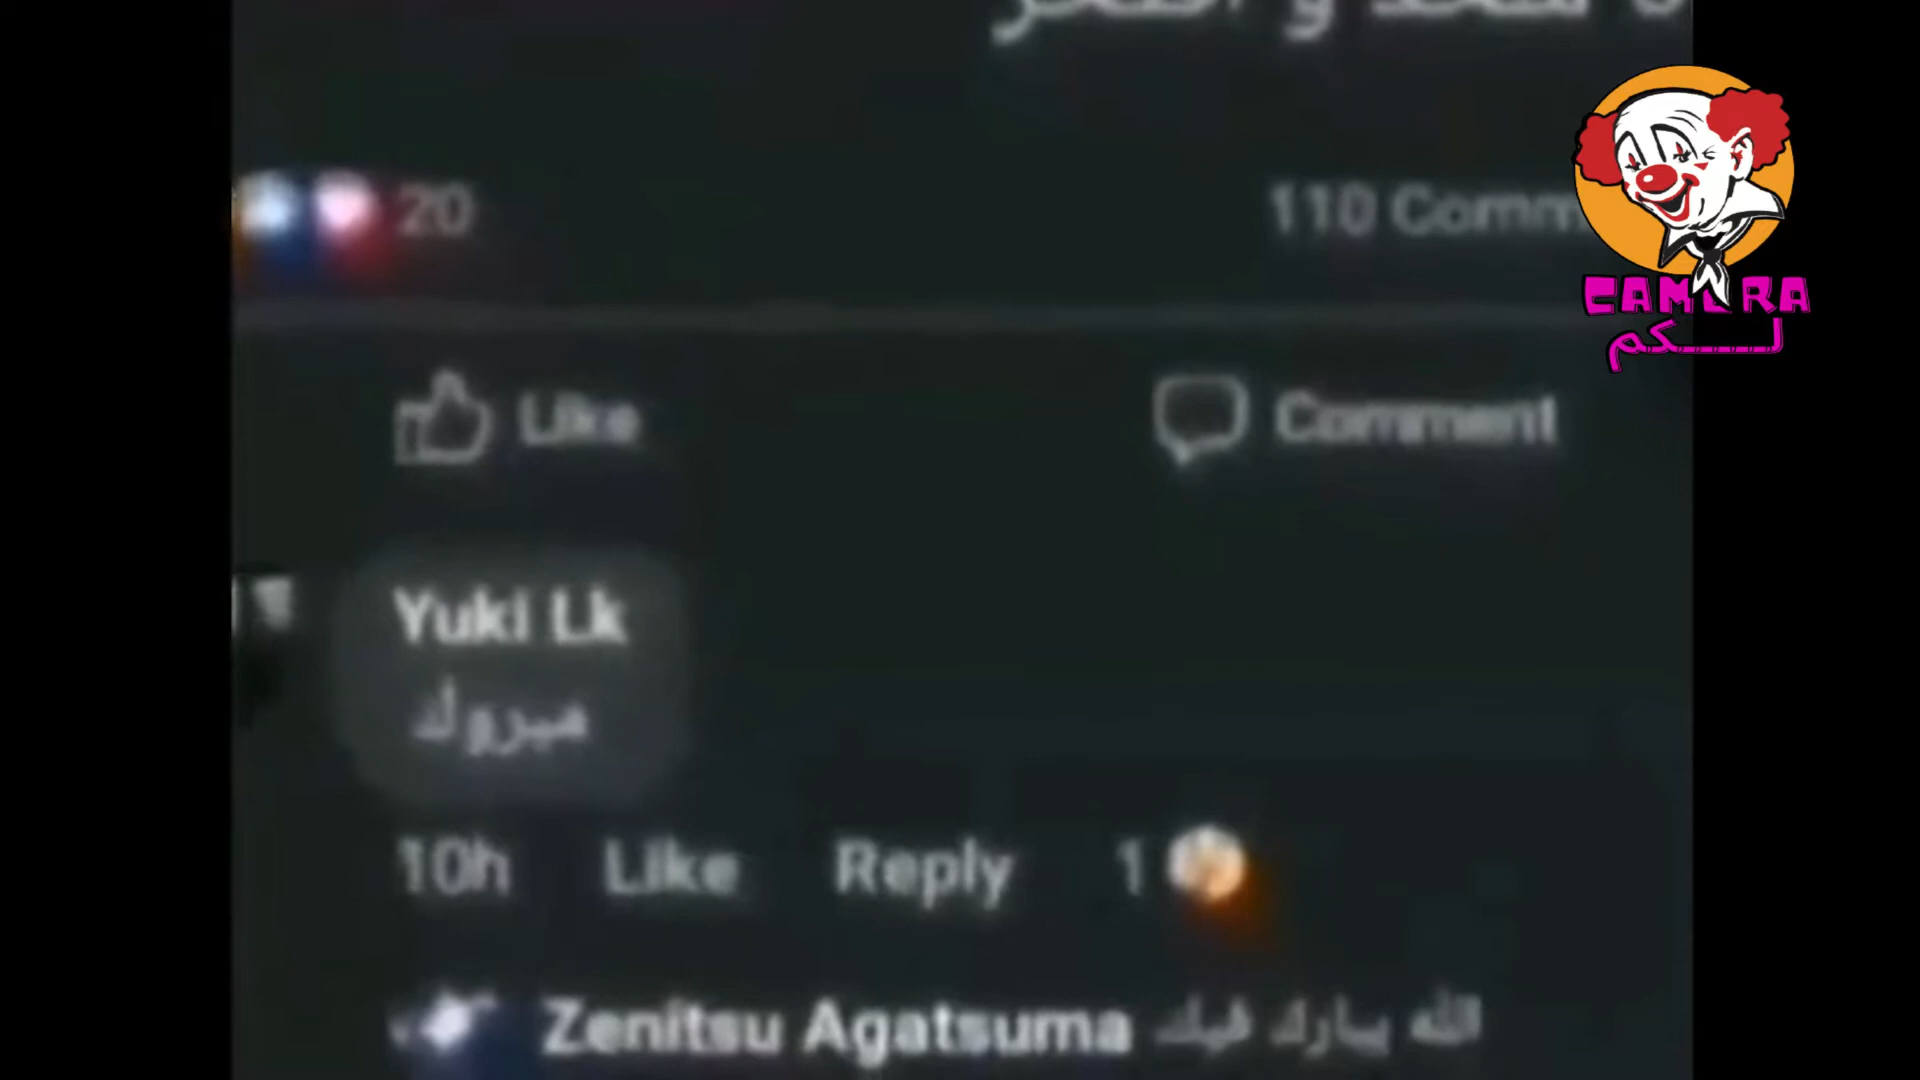 20
110 Comm
CAMERA
لكم
Like
Comment
Yuki Lk
مبروك
10h Like Reply 1
Zenitsu Agatsuma الله يبارك فيك